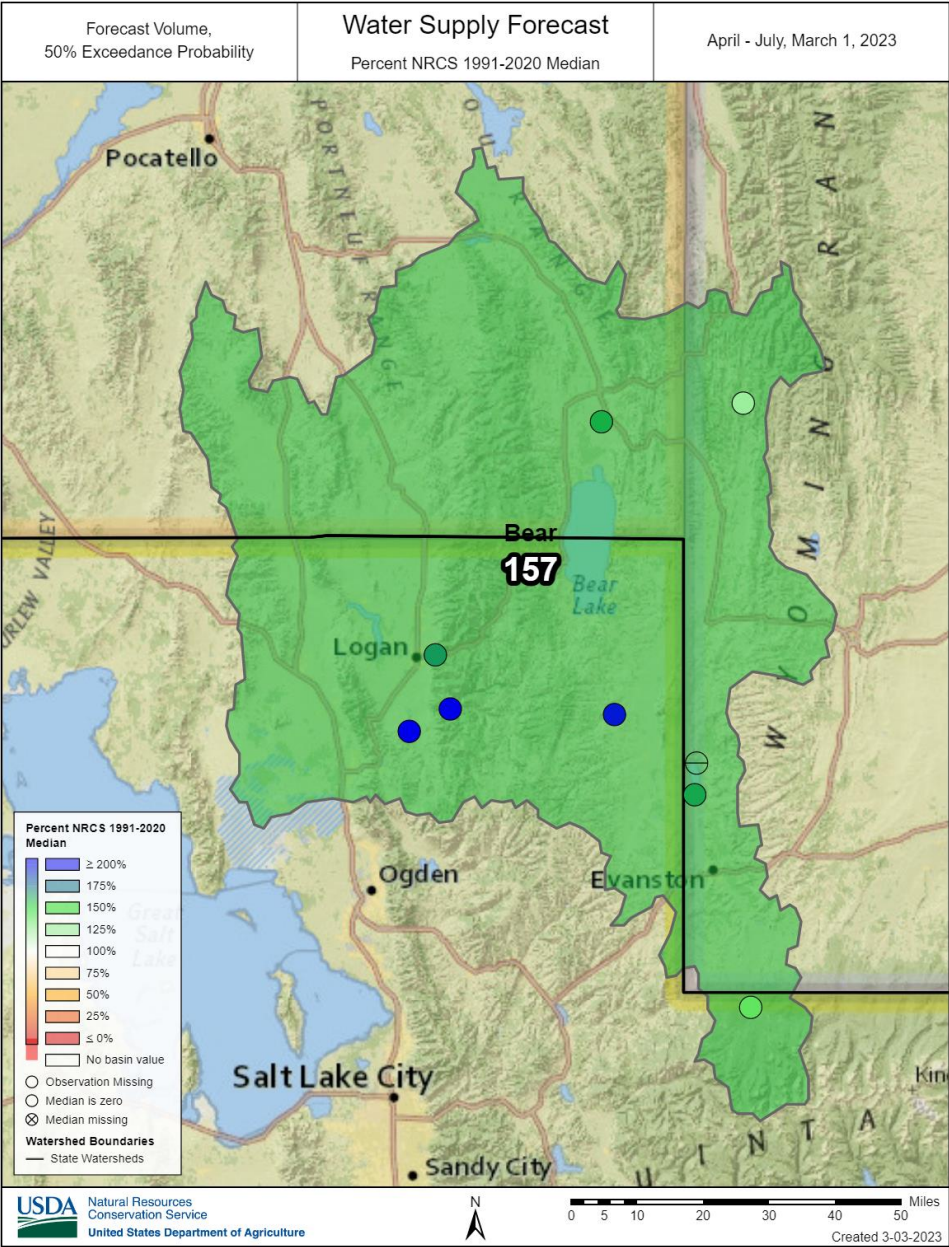 Forecast Volume,
50% Exceedance Probability
Water Supply Forecast
Percent NRCS 1991-2020 Median
April - July, March 1, 2023
Pocatello
PORTNEUF RANGE
RANGE
WYOMING RANGE
Bear
157
Bear
Lake
VALLEY
Logan
Ogden
Evanston
Great
Salt
Lake
Salt Lake City
Sandy City
UINTA
Percent NRCS 1991-2020
Median
≥ 200%
175%
150%
125%
100%
75%
50%
25%
≤ 0%
No basin value
Observation Missing
Median is zero
Median missing
Watershed Boundaries
State Watersheds
USDA
Natural Resources
Conservation Service
United States Department of Agriculture
N
Miles
0 5 10 20 30 40 50
Created 3-03-2023